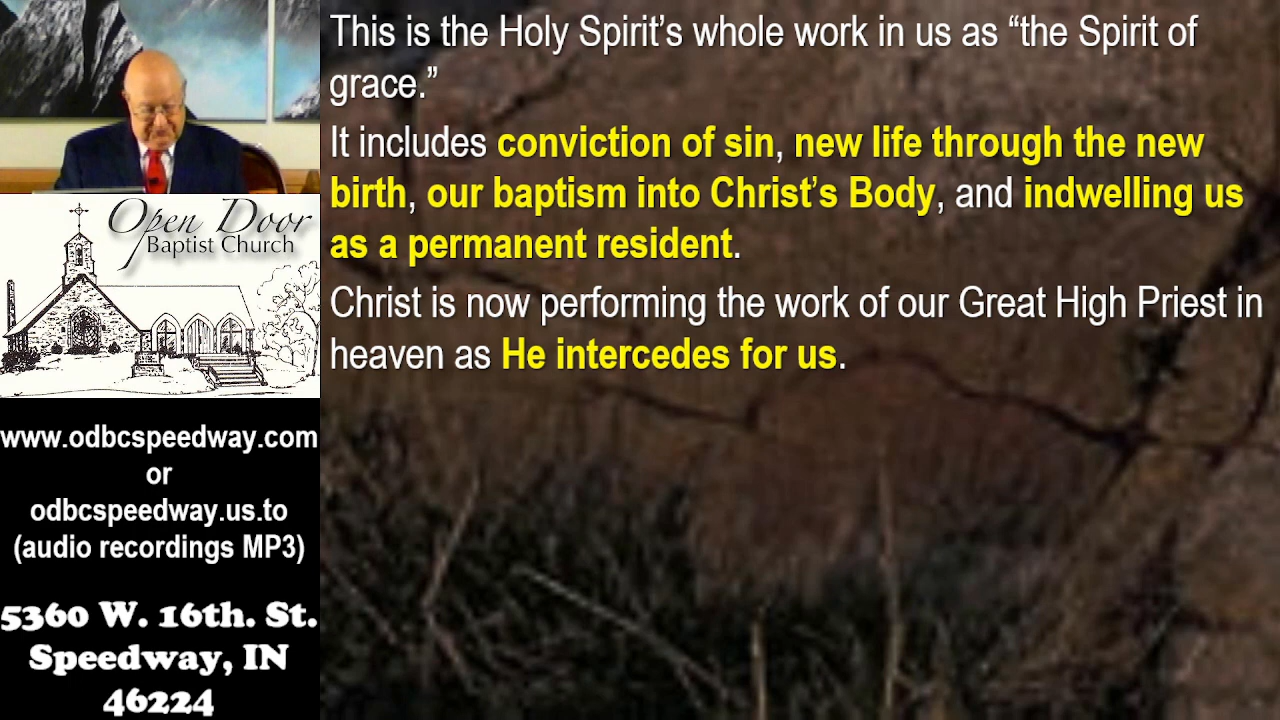 This is the Holy Spirit’s whole work in us as “the Spirit of
grace.”
It includes conviction of sin, new life through the new
birth, our baptism into Christ’s Body, and indwelling us
as a permanent resident.
Christ is now performing the work of our Great High Priest in
heaven as He intercedes for us.
Open Door
Baptist Church
www.odbcspeedway.com
or
odbcspeedway.us.to
(audio recordings MP3)
5360 W. 16th. St.
Speedway, IN
46224